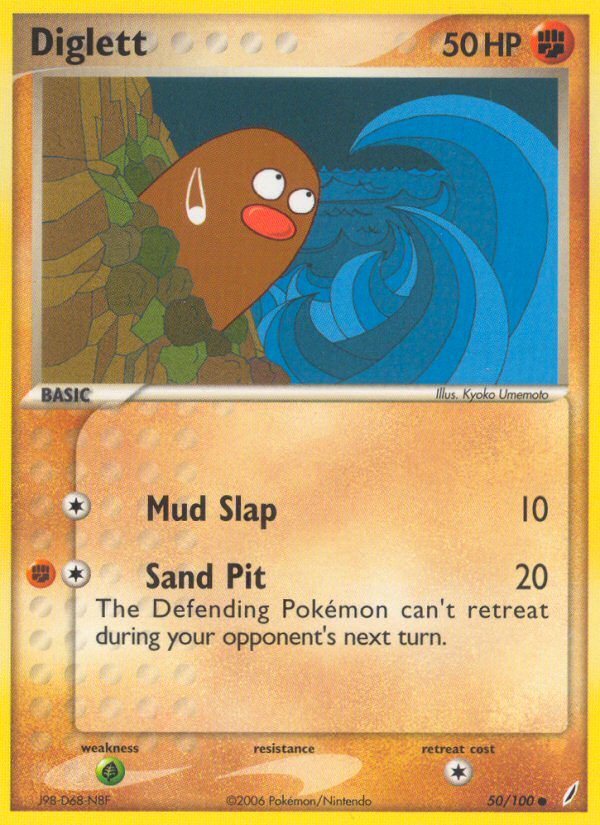 Diglett 50 HP
BASIC
Illus. Kyoko Umemoto
Mud Slap 10
Sand Pit 20
The Defending Pokémon can't retreat
during your opponent's next turn.
weakness resistance retreat cost
J98-D68-N8F ©2006 Pokémon/Nintendo 50/100